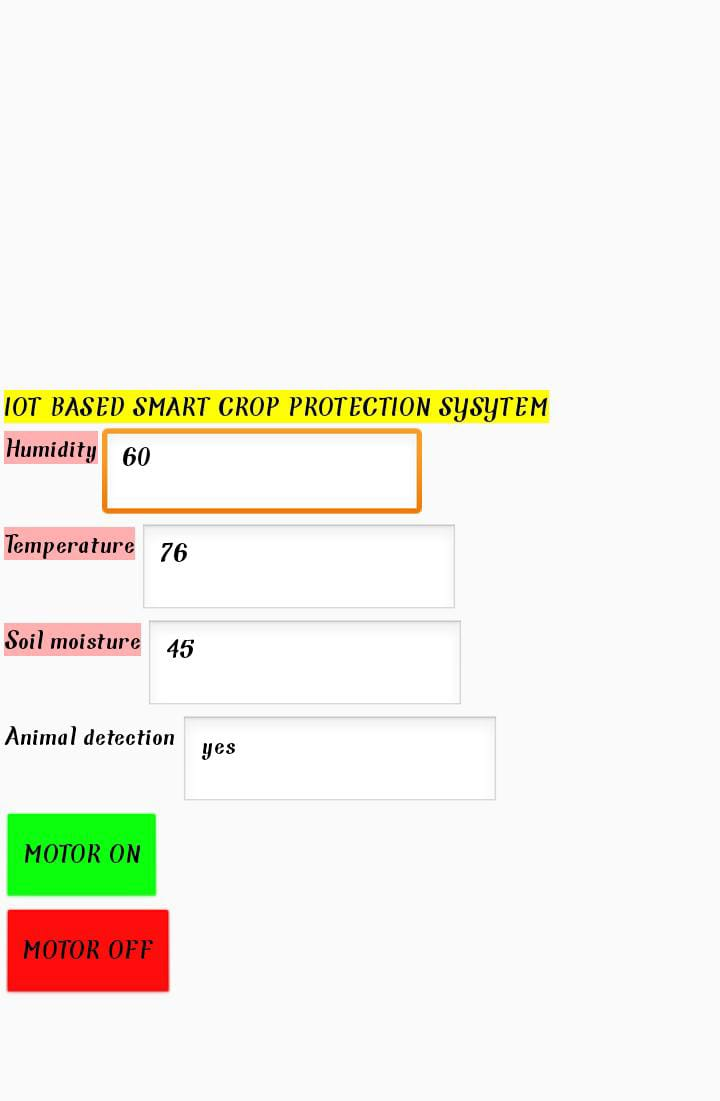 IOT BASED SMART CROP PROTECTION SYSYTEM
Humidity 60
Temperature 76
Soil moisture 45
Animal detection yes
MOTOR ON
MOTOR OFF